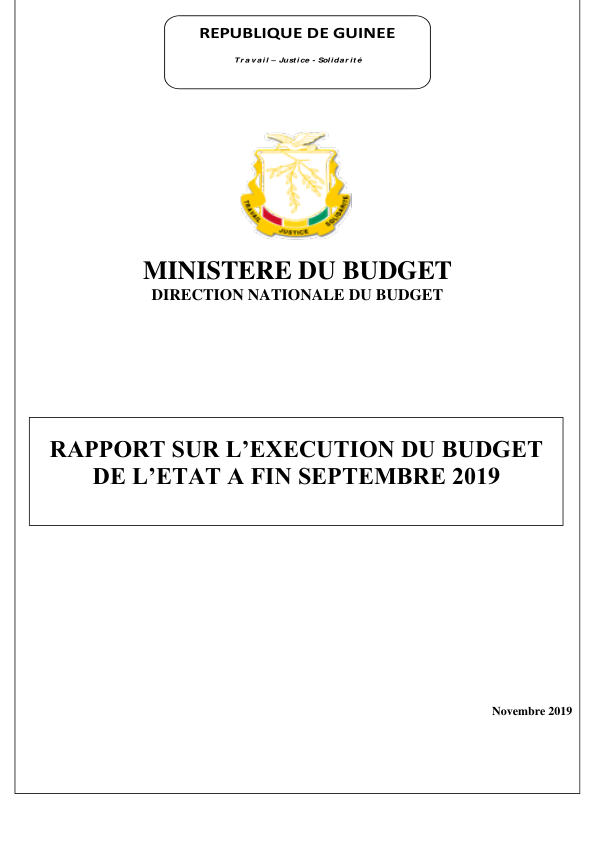 REPUBLIQUE DE GUINEE
Travail – Justice - Solidarité
TRAVAIL
JUSTICE
SOLIDARITE
MINISTERE DU BUDGET
DIRECTION NATIONALE DU BUDGET
RAPPORT SUR L’EXECUTION DU BUDGET
DE L’ETAT A FIN SEPTEMBRE 2019
Novembre 2019